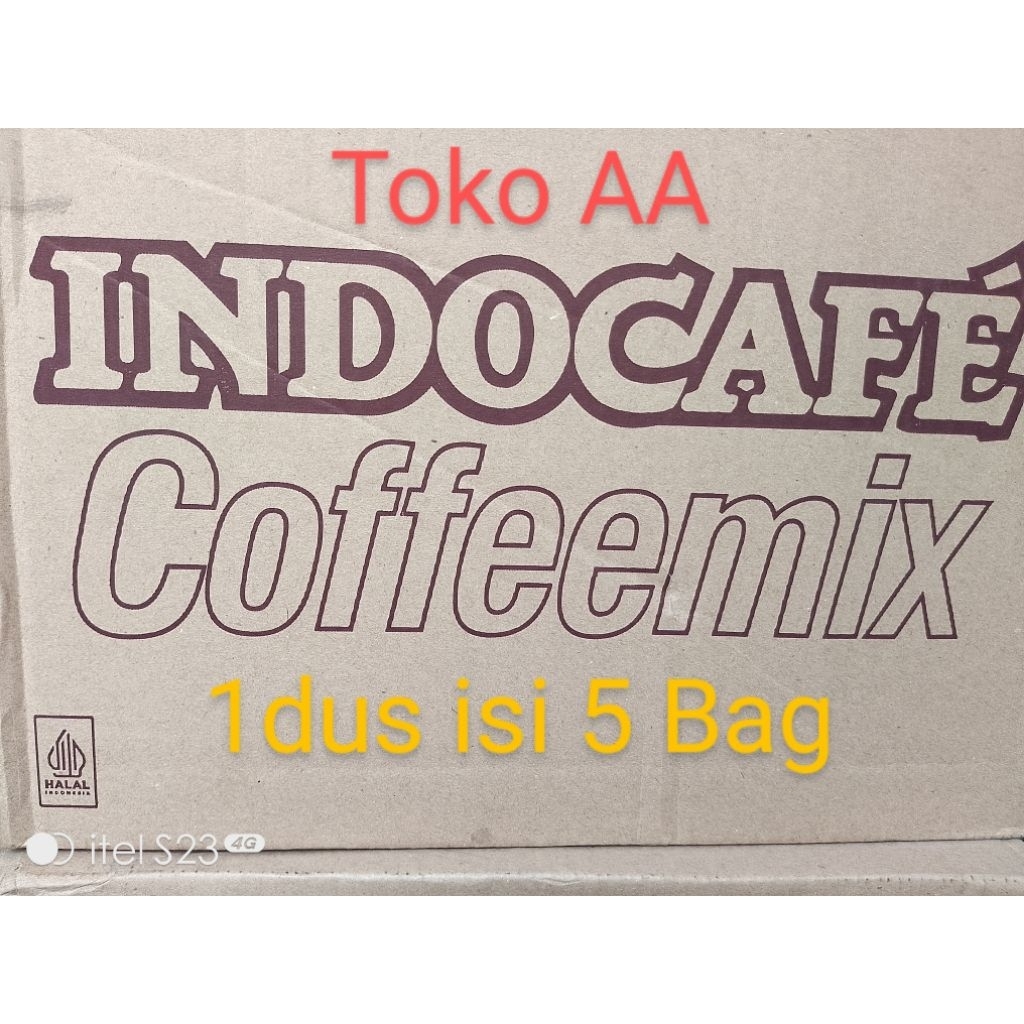 Toko AA
INDOCAFÉ
Coffeemix
1dus isi 5 Bag
HALAL
INDONESIA
itel S23 4G